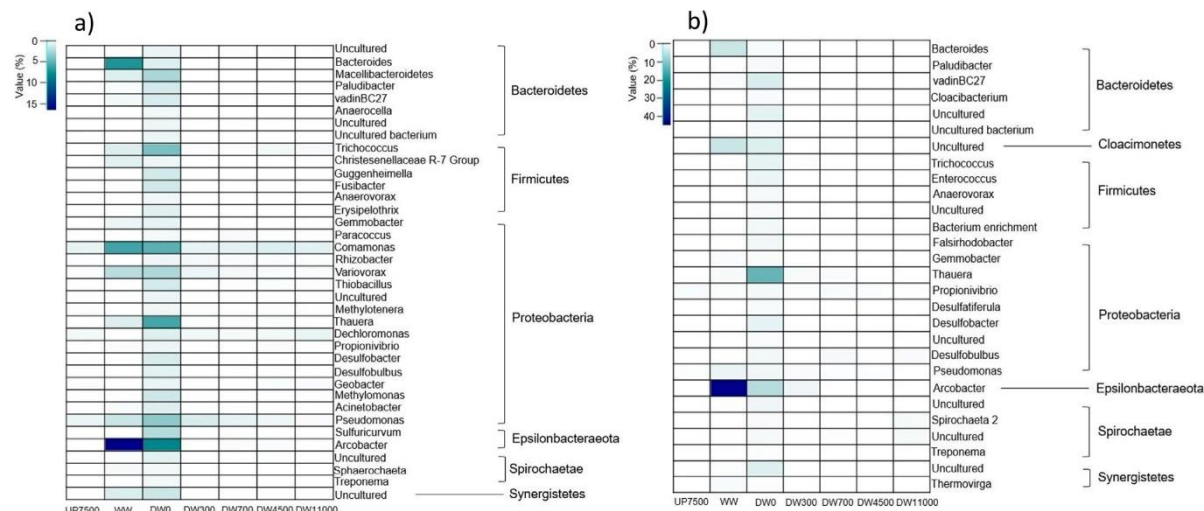 a)
0
5
10
15
Value (%)
Uncultured
Bacteroides
Macellibacteroidetes
Paludibacter
vadinBC27
Anaerocella
Uncultured
Uncultured bacterium
Bacteroidetes
Trichococcus
Christesenellaceae R-7 Group
Guggenheimella
Fusibacter
Anaerovorax
Erysipelothrix
Firmicutes
Gemmobacter
Paracoccus
Comamonas
Rhizobacter
Variovorax
Thiobacillus
Uncultured
Methylotenera
Thauera
Dechloromonas
Propionivibrio
Desulfobacter
Desulfobulbus
Geobacter
Methylomonas
Acinetobacter
Pseudomonas
Proteobacteria
Sulfuricurvum
Arcobacter
Epsilonbacteraeota
Uncultured
Sphaerochaeta
Treponema
Spirochaetae
Uncultured
Synergistetes
UP7500 WW DW0 DW300 DW700 DW4500 DW11000
b)
0
10
20
30
40
Value (%)
Bacteroides
Paludibacter
vadinBC27
Cloacibacterium
Uncultured
Uncultured bacterium
Bacteroidetes
Uncultured
Cloacimonetes
Trichococcus
Enterococcus
Anaerovorax
Uncultured
Bacterium enrichment
Firmicutes
Falsirhodobacter
Gemmobacter
Thauera
Propionivibrio
Desulfatiferula
Desulfobacter
Uncultured
Desulfobulbus
Pseudomonas
Proteobacteria
Arcobacter
Epsilonbacteraeota
Uncultured
Spirochaeta 2
Uncultured
Treponema
Spirochaetae
Uncultured
Thermovirga
Synergistetes
UP7500 WW DW0 DW300 DW700 DW4500 DW11000